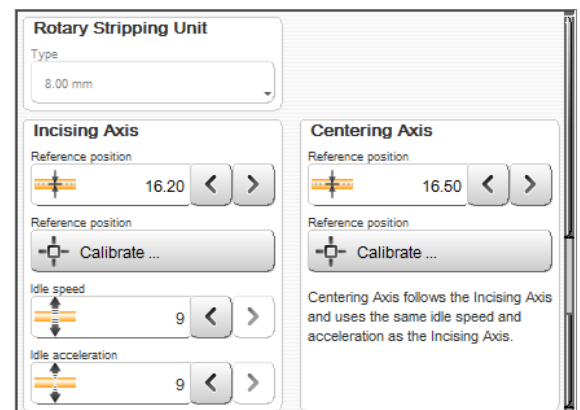 Rotary Stripping Unit
Type
8.00 mm
Incising Axis
Reference position
16.20
Reference position
Calibrate ...
Idle speed
9
Idle acceleration
9
Centering Axis
Reference position
16.50
Reference position
Calibrate ...
Centering Axis follows the Incising Axis
and uses the same idle speed and
acceleration as the Incising Axis.